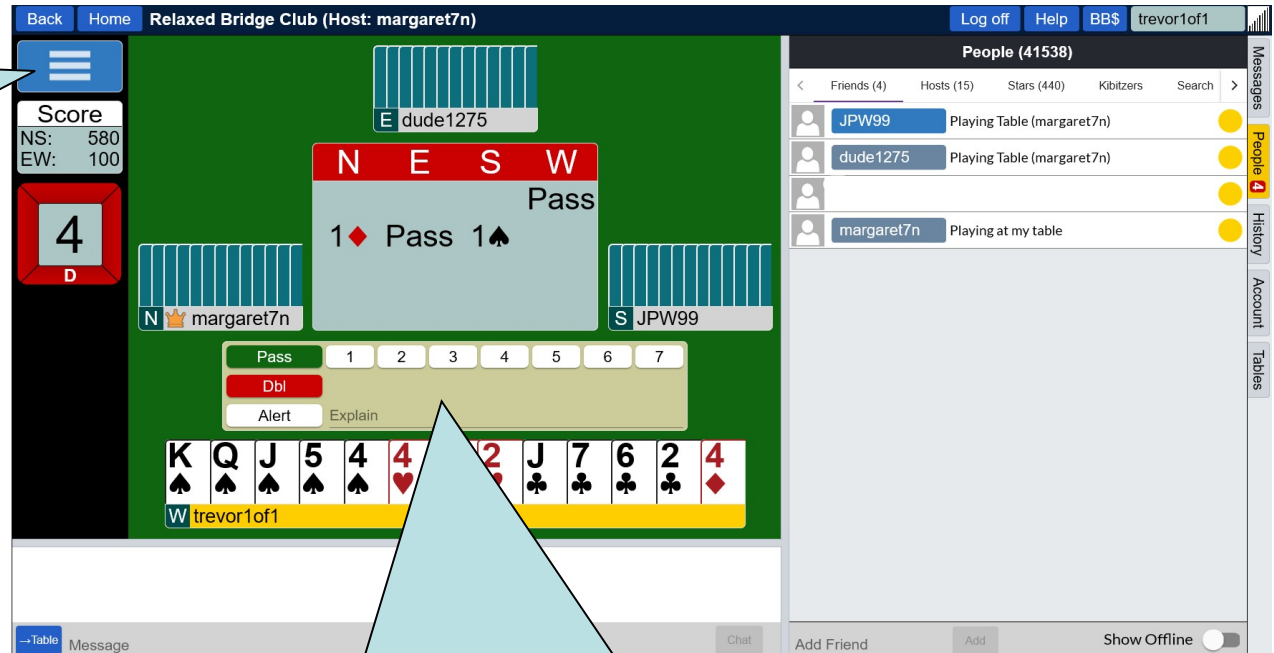 Back Home Relaxed Bridge Club (Host: margaret7n) Log off Help BB$ trevor1of1
People (41538)
Friends (4) Hosts (15) Stars (440) Kibitzers Search
JPW99 Playing Table (margaret7n)
dude1275 Playing Table (margaret7n)
margaret7n Playing at my table
Messages
People 4
History
Account
Tables
Score
NS: 580
EW: 100
4
D
E dude1275
N E S W
Pass
1♦ Pass 1♠
N margaret7n
S JPW99
Pass 1 2 3 4 5 6 7
Dbl
Alert Explain
K♠ Q♠ J♠ 5♠ 4♠ 4♥ 2 J♣ 7♣ 6♣ 2♣ 4♦
W trevor1of1
→Table Message Chat
Add Friend Add Show Offline